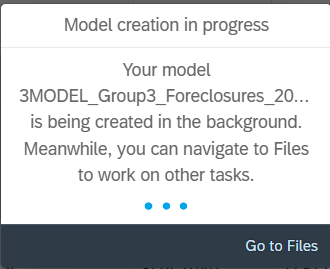 Model creation in progress
Your model
3MODEL_Group3_Foreclosures_20...
is being created in the background.
Meanwhile, you can navigate to Files
to work on other tasks.
Go to Files